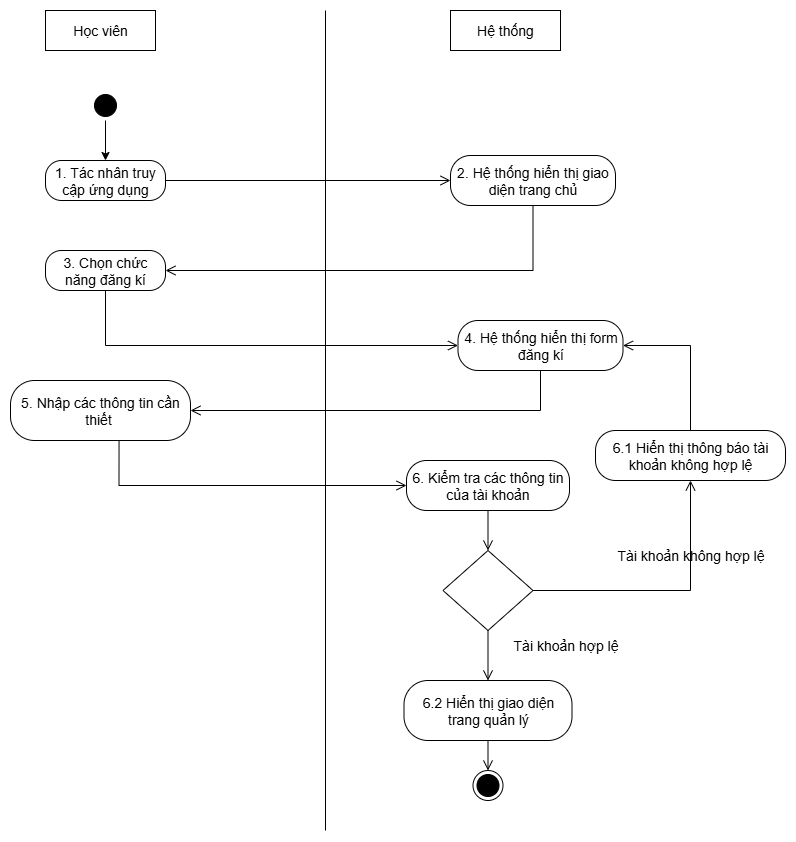 Học viên
Hệ thống
1. Tác nhân truy
cập ứng dụng
2. Hệ thống hiển thị giao
diện trang chủ
3. Chọn chức
năng đăng kí
4. Hệ thống hiển thị form
đăng kí
5. Nhập các thông tin cần
thiết
6.1 Hiển thị thông báo tài
khoản không hợp lệ
6. Kiểm tra các thông tin
của tài khoản
Tài khoản không hợp lệ
Tài khoản hợp lệ
6.2 Hiển thị giao diện
trang quản lý